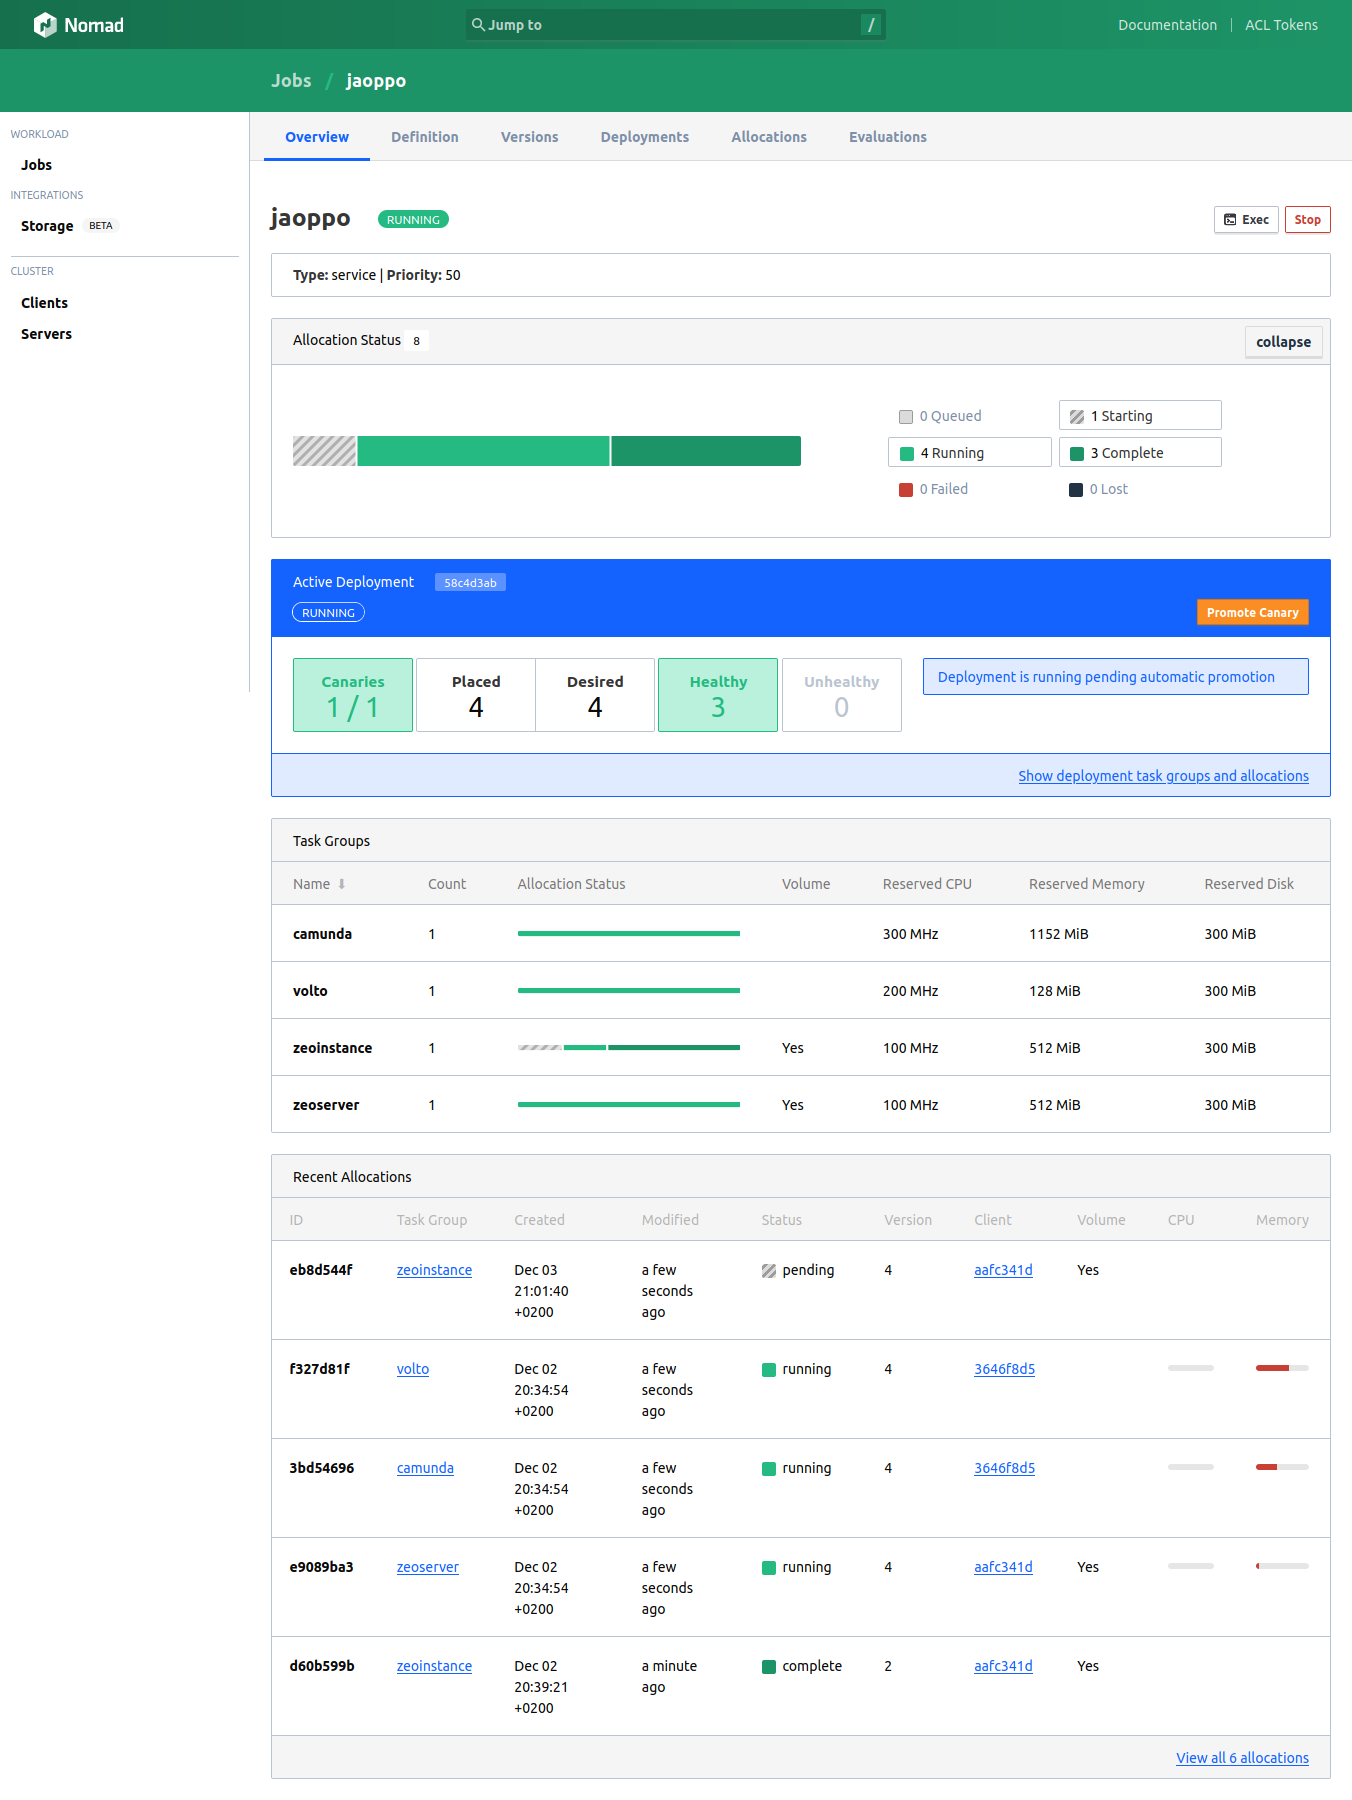 Nomad
Jump to /
Documentation | ACL Tokens
Jobs / jaoppo
WORKLOAD
Jobs
INTEGRATIONS
Storage BETA
CLUSTER
Clients
Servers
Overview Definition Versions Deployments Allocations Evaluations
jaoppo RUNNING
Exec Stop
Type: service | Priority: 50
Allocation Status 8
collapse
0 Queued 1 Starting
4 Running 3 Complete
0 Failed 0 Lost
Active Deployment 58c4d3ab
RUNNING
Promote Canary
Canaries Placed Desired Healthy Unhealthy
1 / 1 4 4 3 0
Deployment is running pending automatic promotion
Show deployment task groups and allocations
Task Groups
Name Count Allocation Status Volume Reserved CPU Reserved Memory Reserved Disk
camunda 1 300 MHz 1152 MiB 300 MiB
volto 1 200 MHz 128 MiB 300 MiB
zeoinstance 1 Yes 100 MHz 512 MiB 300 MiB
zeoserver 1 Yes 100 MHz 512 MiB 300 MiB
Recent Allocations
ID Task Group Created Modified Status Version Client Volume CPU Memory
eb8d544f zeoinstance Dec 03 a few pending 4 aafc341d Yes
21:01:40 seconds
+0200 ago
f327d81f volto Dec 02 a few running 4 3646f8d5
20:34:54 seconds
+0200 ago
3bd54696 camunda Dec 02 a few running 4 3646f8d5
20:34:54 seconds
+0200 ago
e9089ba3 zeoserver Dec 02 a few running 4 aafc341d Yes
20:34:54 seconds
+0200 ago
d60b599b zeoinstance Dec 02 a minute complete 2 aafc341d Yes
20:39:21 ago
+0200
View all 6 allocations